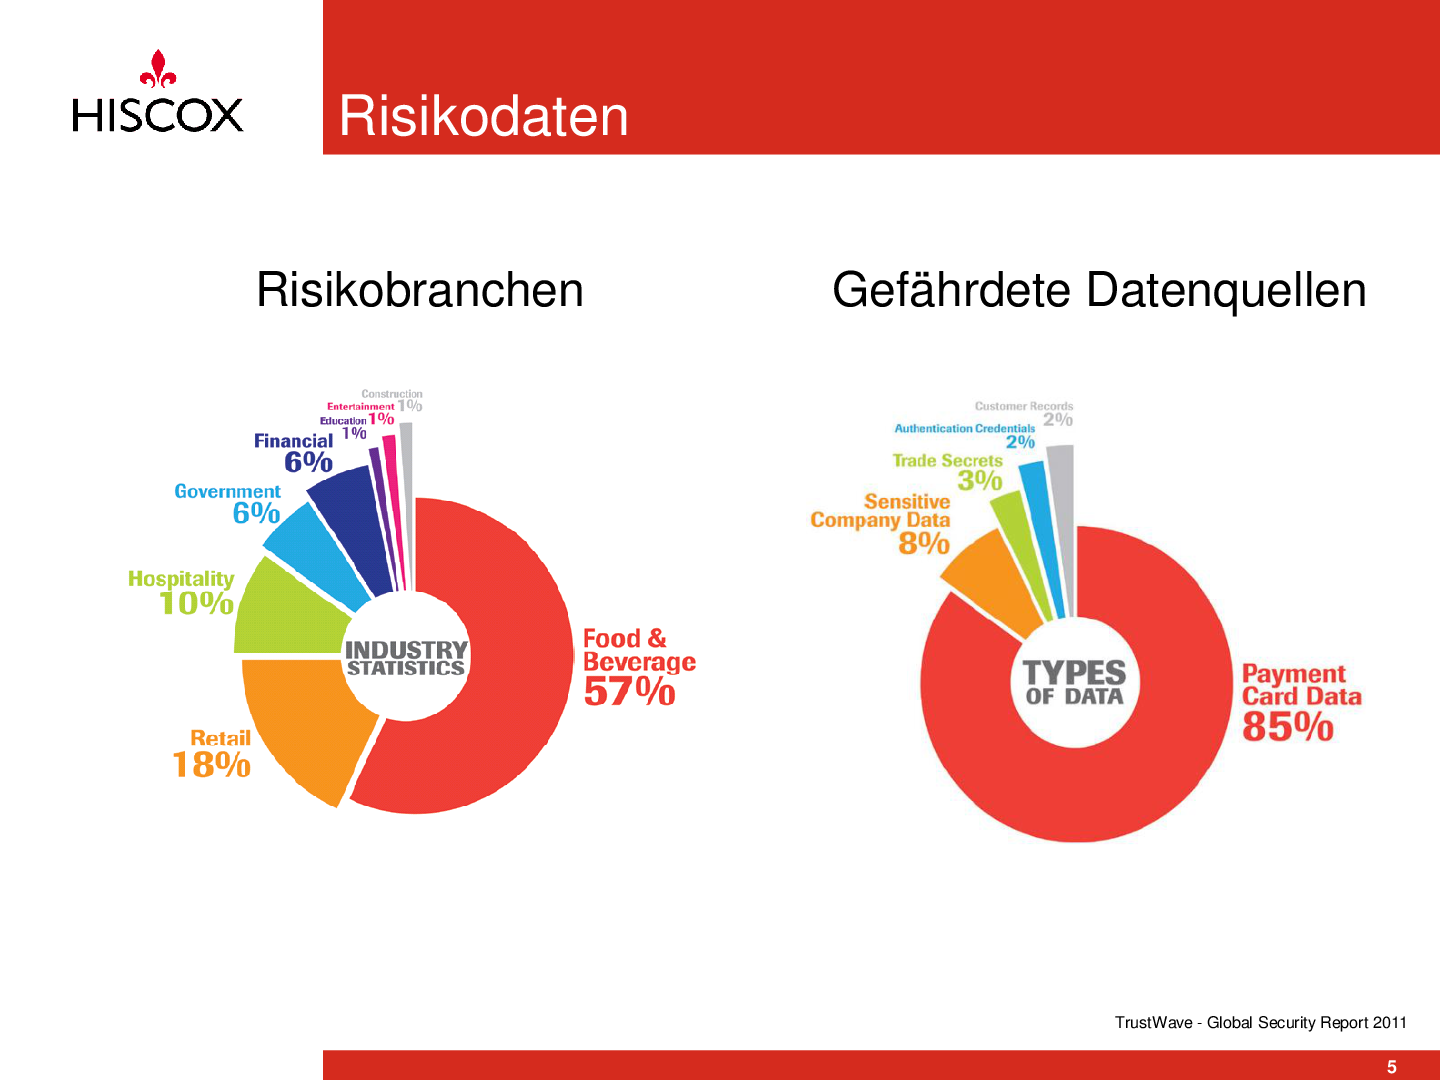 HISCOX
Risikodaten
Risikobranchen
Gefährdete Datenquellen
Construction
1%
Entertainment
1%
Education
1%
Financial
6%
Government
6%
Hospitality
10%
Retail
18%
Food &
Beverage
57%
INDUSTRY
STATISTICS
Customer Records
2%
Authentication Credentials
2%
Trade Secrets
3%
Sensitive
Company Data
8%
Payment
Card Data
85%
TYPES
OF DATA
TrustWave - Global Security Report 2011
5